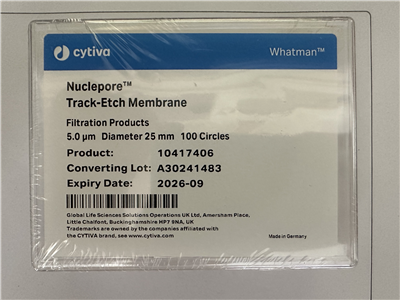 cytiva Whatman™
Nuclepore™
Track-Etch Membrane
Filtration Products
5.0 µm Diameter 25 mm 100 Circles
Product: 10417406
Converting Lot: A30241483
Expiry Date: 2026-09
Global Life Sciences Solutions Operations UK Ltd, Amersham Place,
Little Chalfont, Buckinghamshire HP7 9NA, UK
Trademarks are owned by the companies affiliated with
the CYTIVA brand, see www.cytiva.com
Made in Germany.